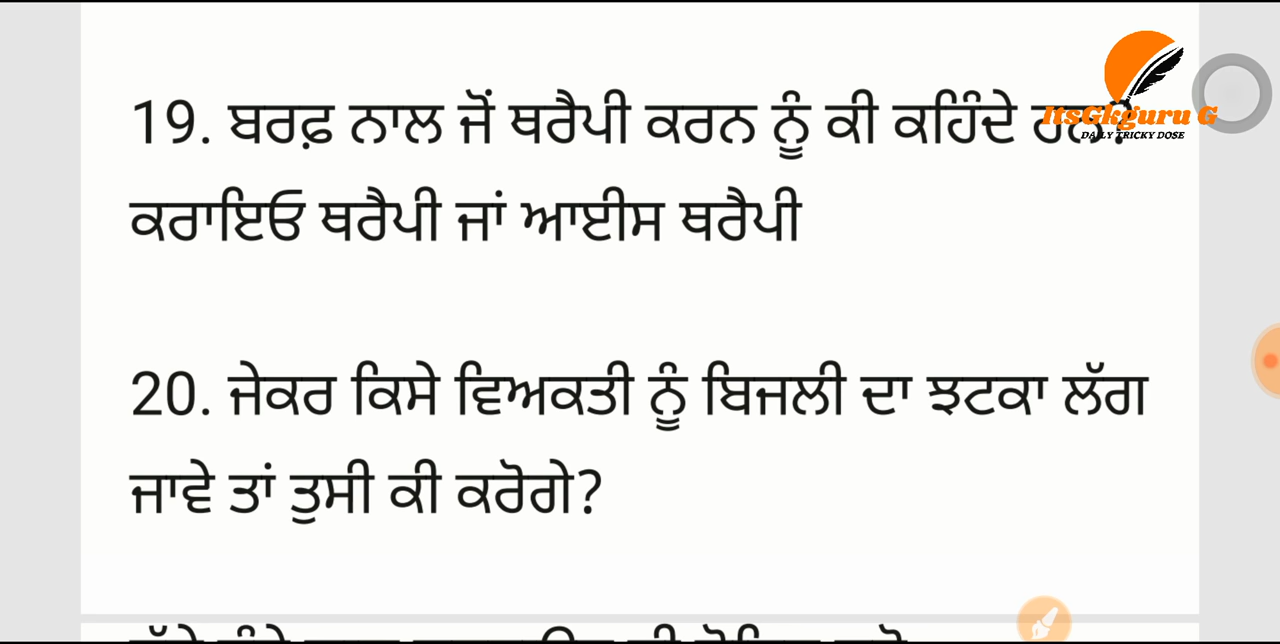 19. ਬਰਫ਼ ਨਾਲ ਜੋਂ ਥਰੈਪੀ ਕਰਨ ਨੂੰ ਕੀ ਕਹਿੰਦੇ
ItsGkguru G
DAILY TRICKY DOSE
ਕਰਾਇਓ ਥਰੈਪੀ ਜਾਂ ਆਈਸ ਥਰੈਪੀ
20. ਜੇਕਰ ਕਿਸੇ ਵਿਅਕਤੀ ਨੂੰ ਬਿਜਲੀ ਦਾ ਝਟਕਾ ਲੱਗ
ਜਾਵੇ ਤਾਂ ਤੁਸੀ ਕੀ ਕਰੋਗੇ?